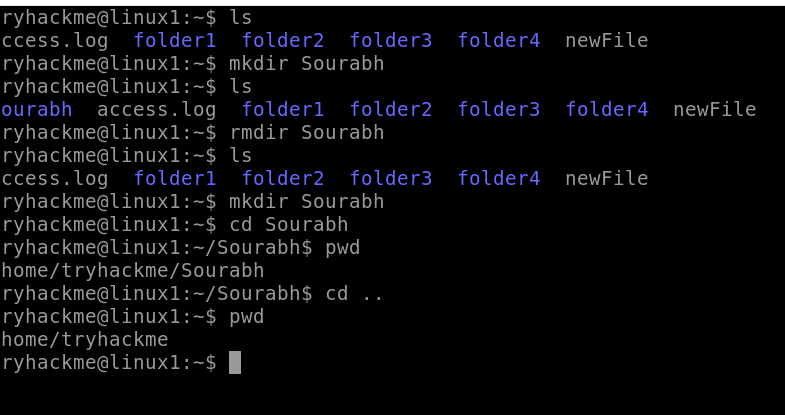 ryhackme@linux1:~$ ls
ccess.log  folder1  folder2  folder3  folder4  newFile
ryhackme@linux1:~$ mkdir Sourabh
ryhackme@linux1:~$ ls
ourabh  access.log  folder1  folder2  folder3  folder4  newFile
ryhackme@linux1:~$ rmdir Sourabh
ryhackme@linux1:~$ ls
ccess.log  folder1  folder2  folder3  folder4  newFile
ryhackme@linux1:~$ mkdir Sourabh
ryhackme@linux1:~$ cd Sourabh
ryhackme@linux1:~/Sourabh$ pwd
home/tryhackme/Sourabh
ryhackme@linux1:~/Sourabh$ cd ..
ryhackme@linux1:~$ pwd
home/tryhackme
ryhackme@linux1:~$